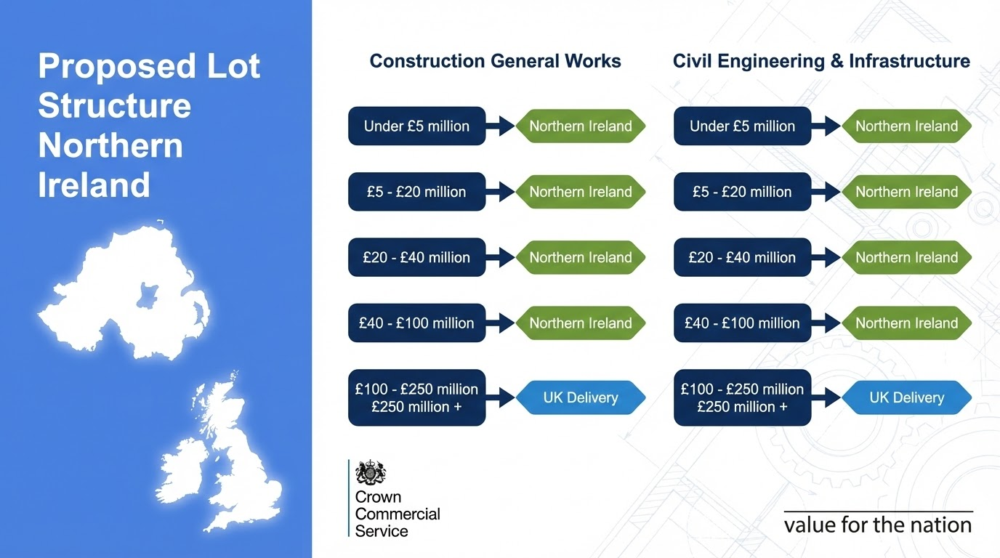 Proposed Lot
Structure
Northern
Ireland
Construction General Works
Under £5 million
Northern Ireland
£5 - £20 million
Northern Ireland
£20 - £40 million
Northern Ireland
£40 - £100 million
Northern Ireland
£100 - £250 million
£250 million +
UK Delivery
Civil Engineering & Infrastructure
Under £5 million
Northern Ireland
£5 - £20 million
Northern Ireland
£20 - £40 million
Northern Ireland
£40 - £100 million
Northern Ireland
£100 - £250 million
£250 million +
UK Delivery
Crown
Commercial
Service
value for the nation